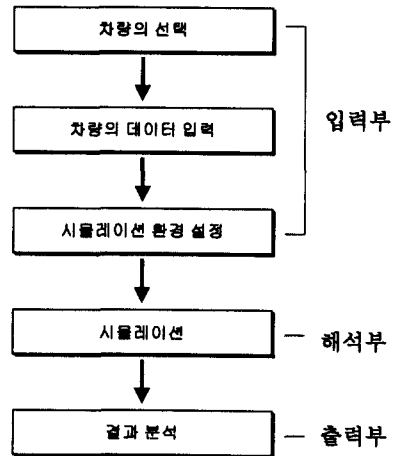 차량의 선택
차량의 데이터 입력
입력부
시뮬레이션 환경 설정
시뮬레이션
해석부
결과 분석
출력부